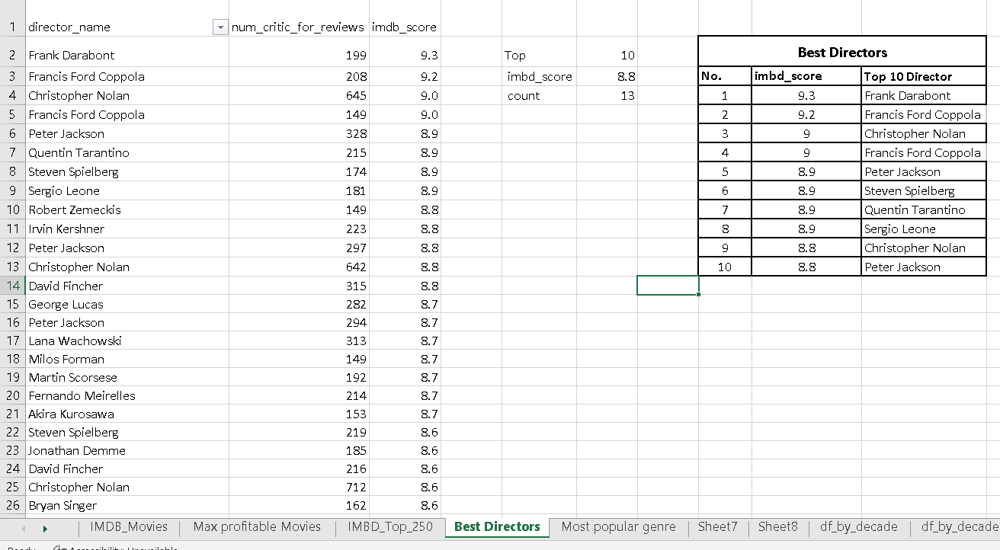 1 director_name num_critic_for_reviews imdb_score
Best Directors
2 Frank Darabont 199 9.3 Top 10
3 Francis Ford Coppola 208 9.2 imbd_score 8.8 No. imbd_score Top 10 Director
4 Christopher Nolan 645 9.0 count 13 1 9.3 Frank Darabont
5 Francis Ford Coppola 149 9.0 2 9.2 Francis Ford Coppola
6 Peter Jackson 328 8.9 3 9 Christopher Nolan
7 Quentin Tarantino 215 8.9 4 9 Francis Ford Coppola
8 Steven Spielberg 174 8.9 5 8.9 Peter Jackson
9 Sergio Leone 181 8.9 6 8.9 Steven Spielberg
10 Robert Zemeckis 149 8.8 7 8.9 Quentin Tarantino
11 Irvin Kershner 223 8.8 8 8.9 Sergio Leone
12 Peter Jackson 297 8.8 9 8.8 Christopher Nolan
13 Christopher Nolan 642 8.8 10 8.8 Peter Jackson
14 David Fincher 315 8.8
15 George Lucas 282 8.7
16 Peter Jackson 294 8.7
17 Lana Wachowski 313 8.7
18 Milos Forman 149 8.7
19 Martin Scorsese 192 8.7
20 Fernando Meirelles 214 8.7
21 Akira Kurosawa 153 8.7
22 Steven Spielberg 219 8.6
23 Jonathan Demme 185 8.6
24 David Fincher 216 8.6
25 Christopher Nolan 712 8.6
26 Bryan Singer 162 8.6
IMDB_Movies Max profitable Movies IMBD_Top_250 Best Directors Most popular genre Sheet7 Sheet8 df_by_decade df_by_decade